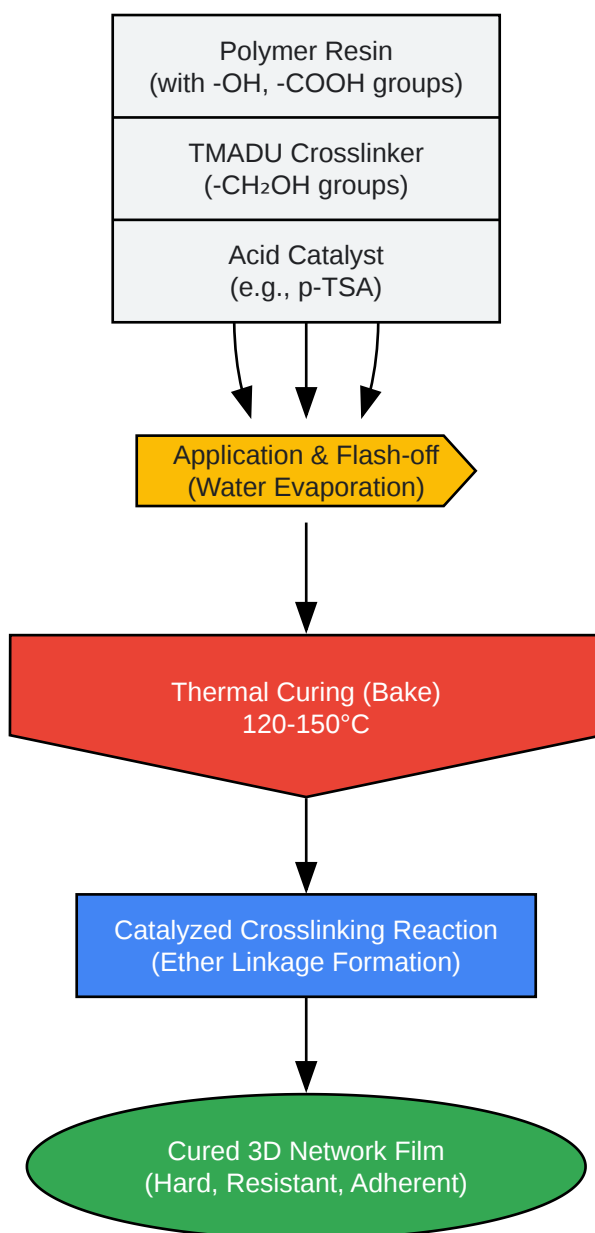 Polymer Resin
(with -OH, -COOH groups)
TMADU Crosslinker
(-CH₂OH groups)
Acid Catalyst
(e.g., p-TSA)
Application & Flash-off
(Water Evaporation)
Thermal Curing (Bake)
120-150°C
Catalyzed Crosslinking Reaction
(Ether Linkage Formation)
Cured 3D Network Film
(Hard, Resistant, Adherent)